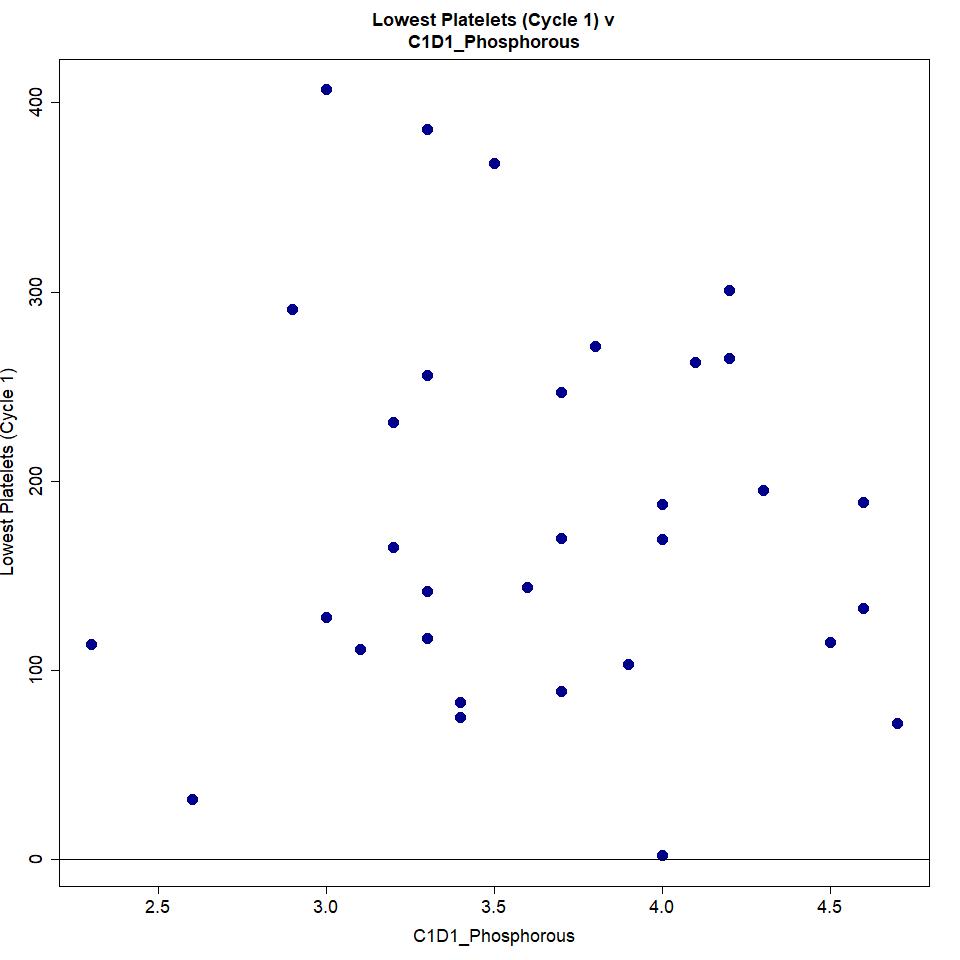 Lowest Platelets (Cycle 1) v
C1D1_Phosphorous
400
300
200
100
0
Lowest Platelets (Cycle 1)
2.5 3.0 3.5 4.0 4.5
C1D1_Phosphorous